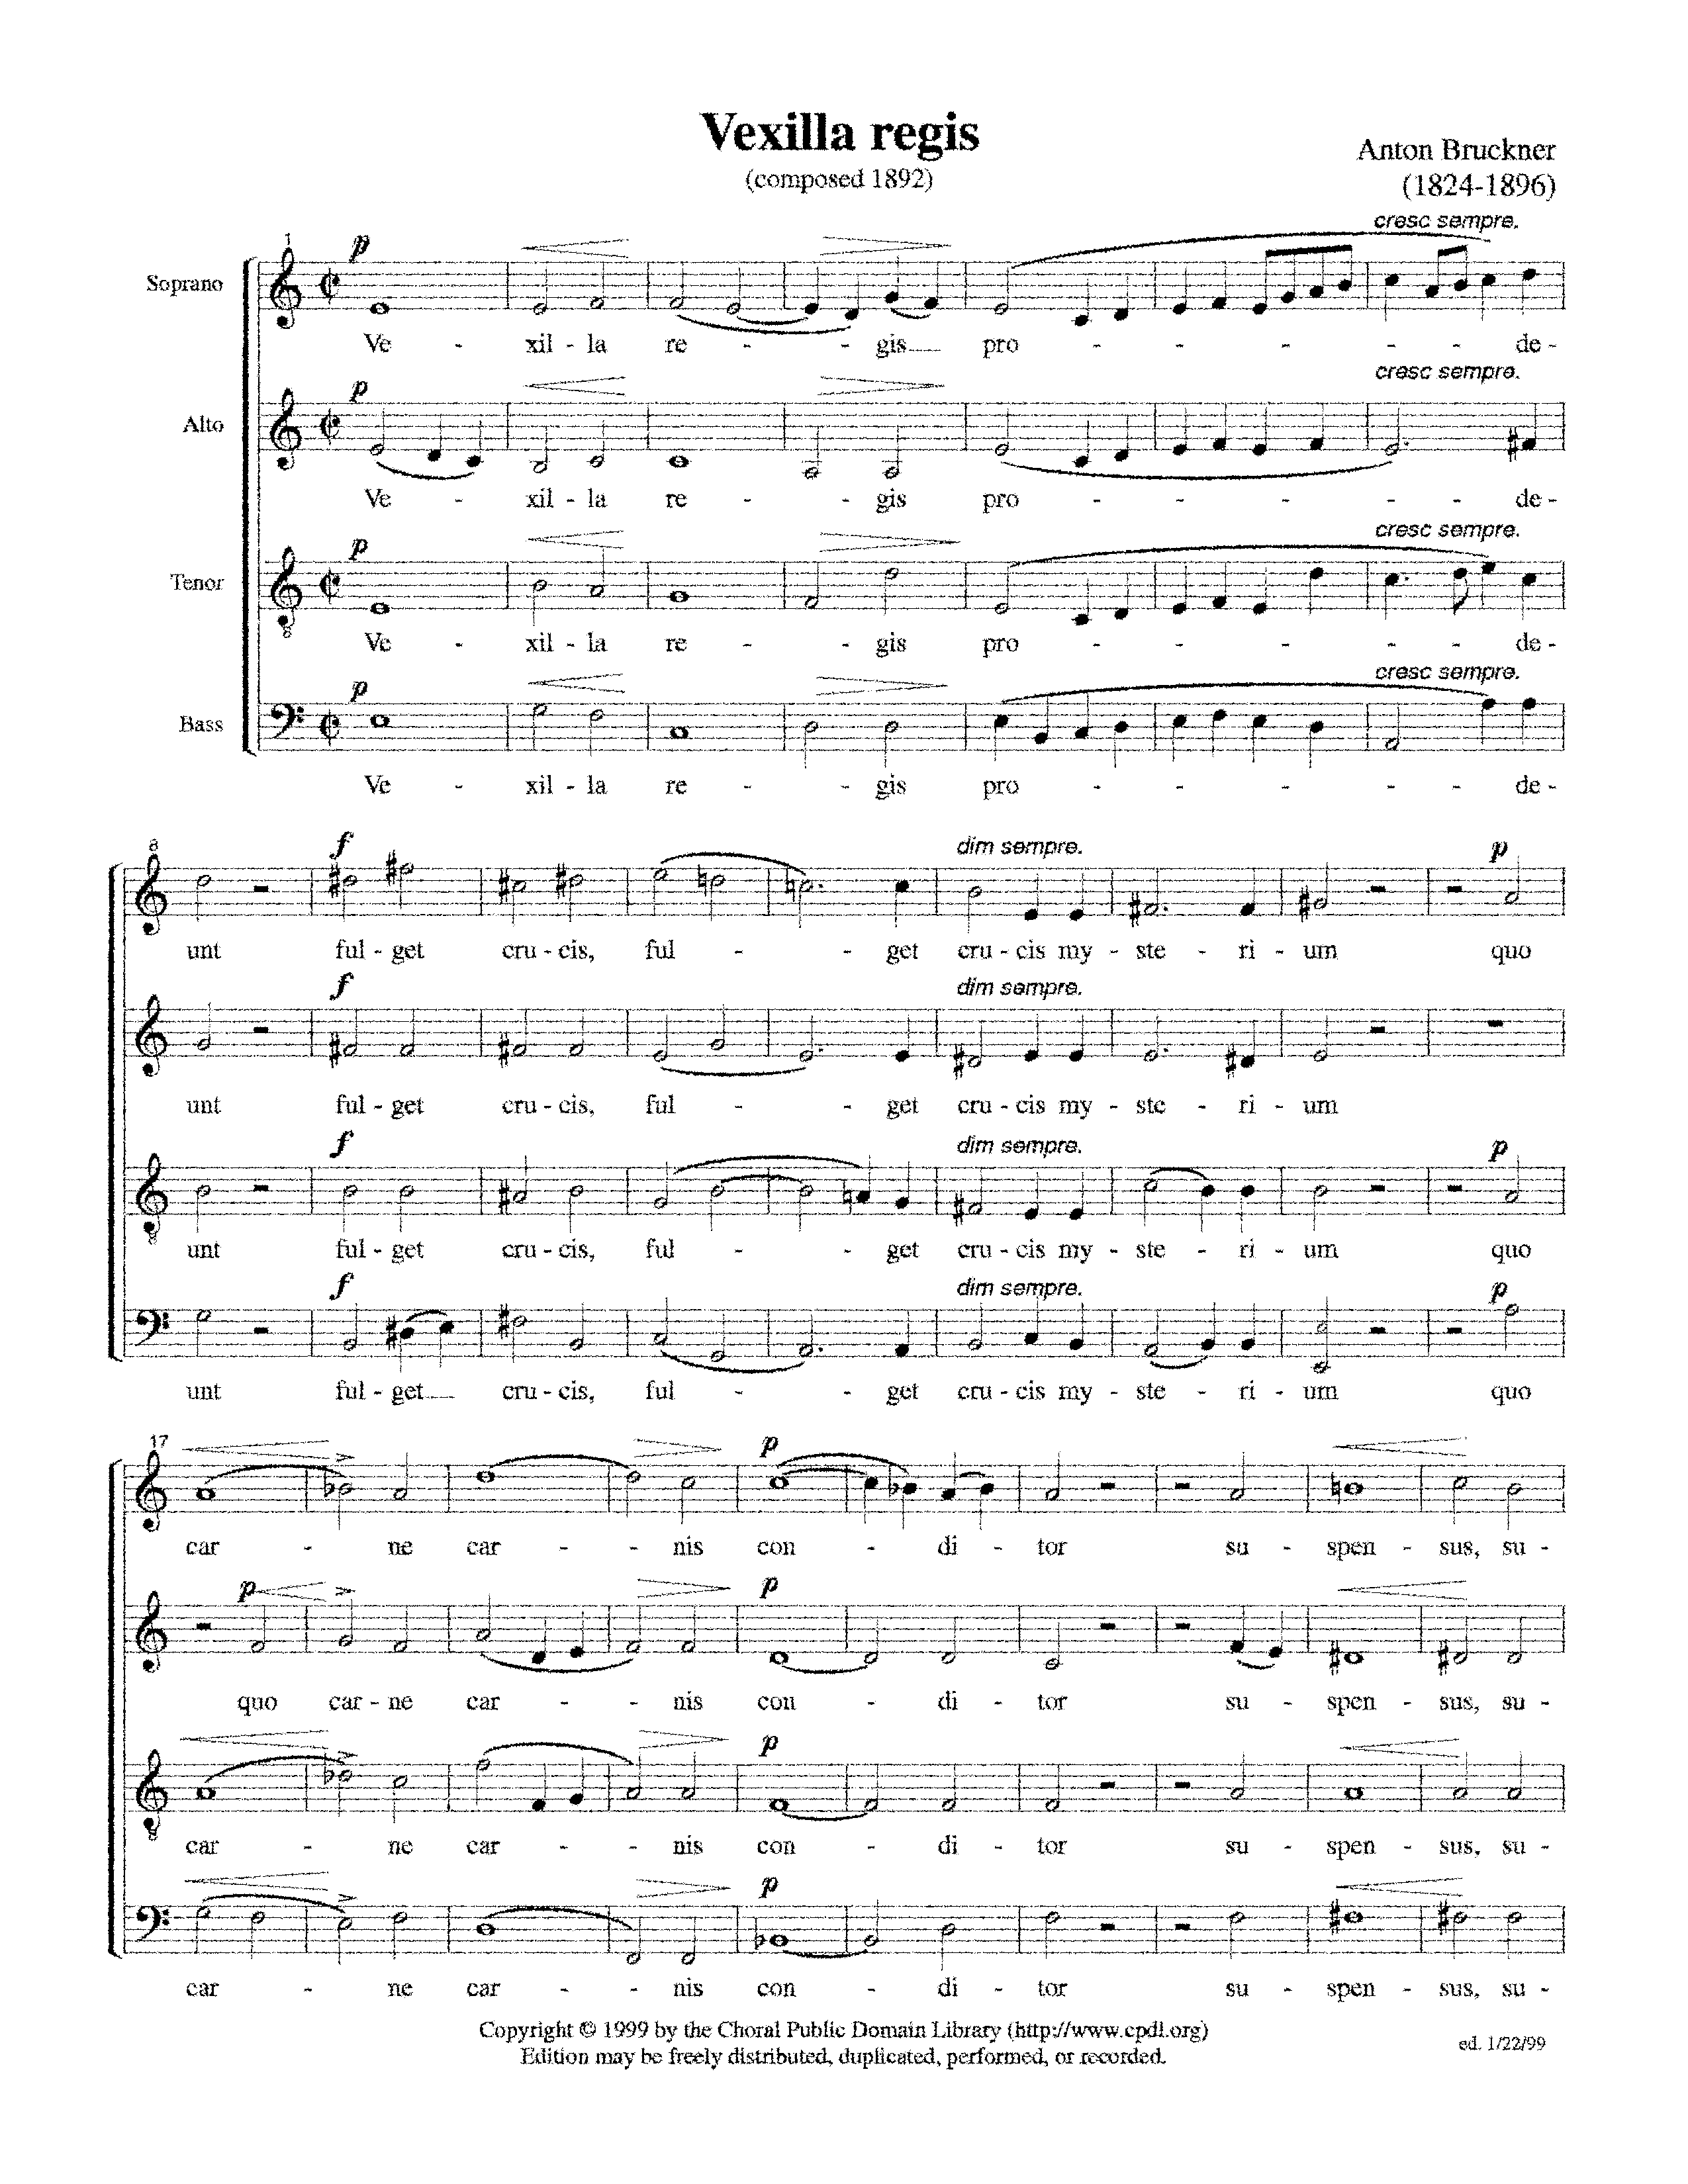 Vexilla regis
(composed 1892)
Anton Bruckner
(1824-1896)
cresc sempre.
1
p
Soprano
Ve - xil - la re - - gis pro - - - - - de -
cresc sempre.
p
Alto
Ve - xil - la re - - gis pro - - - - - de -
cresc sempre.
p
Tenor
Ve - xil - la re - - gis pro - - - - - de -
cresc sempre.
p
Bass
Ve - xil - la re - - gis pro - - - - - de -
8 f dim sempre. p
unt ful - get cru - cis, ful - - get cru - cis my - ste - ri - um quo
f dim sempre.
unt ful - get cru - cis, ful - - get cru - cis my - ste - ri - um
f dim sempre. p
unt ful - get cru - cis, ful - - get cru - cis my - ste - ri - um quo
f dim sempre. p
unt ful - get cru - cis, ful - - get cru - cis my - ste - ri - um quo
17 p
car - ne car - - nis con - di - tor su - spen - sus, su -
p p
quo car - ne car - - nis con - di - tor su - spen - sus, su -
p
car - ne car - - nis con - di - tor su - spen - sus, su -
p
car - ne car - - nis con - di - tor su - spen - sus, su -
Copyright © 1999 by the Choral Public Domain Library (http://www.cpdl.org)
Edition may be freely distributed, duplicated, performed, or recorded.
ed. 1/22/99